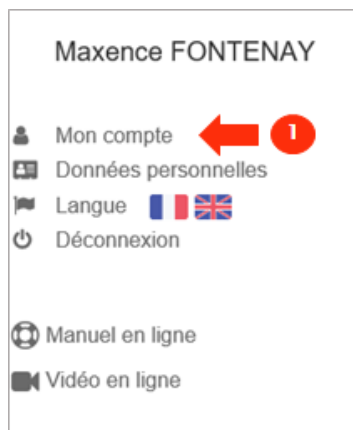 Maxence FONTENAY
Mon compte
1
Données personnelles
Langue
Déconnexion
Manuel en ligne
Vidéo en ligne